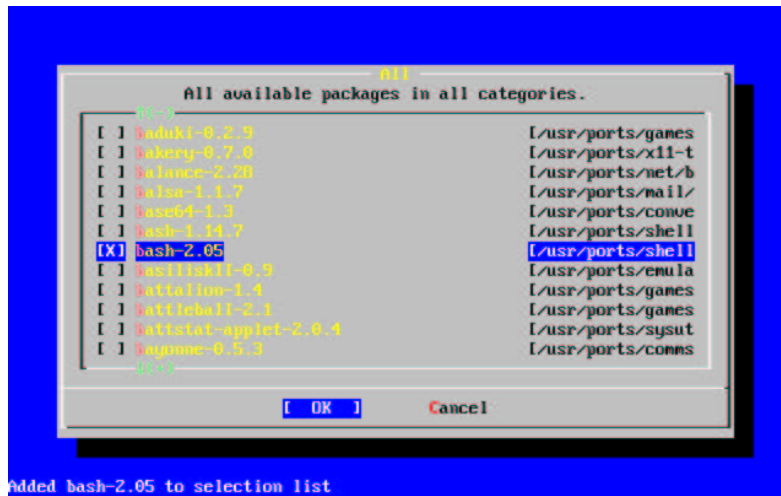 All
All available packages in all categories.
^(-)
[ ] baduki-0.2.9 [/usr/ports/games
[ ] bakery-0.7.0 [/usr/ports/x11-t
[ ] balance-2.28 [/usr/ports/net/b
[ ] balsa-1.1.7 [/usr/ports/mail/
[ ] base64-1.3 [/usr/ports/conve
[ ] bash-1.14.7 [/usr/ports/shell
[X] bash-2.05 [/usr/ports/shell
[ ] basiliskII-0.9 [/usr/ports/emula
[ ] battalion-1.4 [/usr/ports/games
[ ] battleball-2.1 [/usr/ports/games
[ ] battstat-applet-2.0.4 [/usr/ports/sysut
[ ] bayonne-0.5.3 [/usr/ports/comms
v(+)
[ OK ] Cancel
Added bash-2.05 to selection list